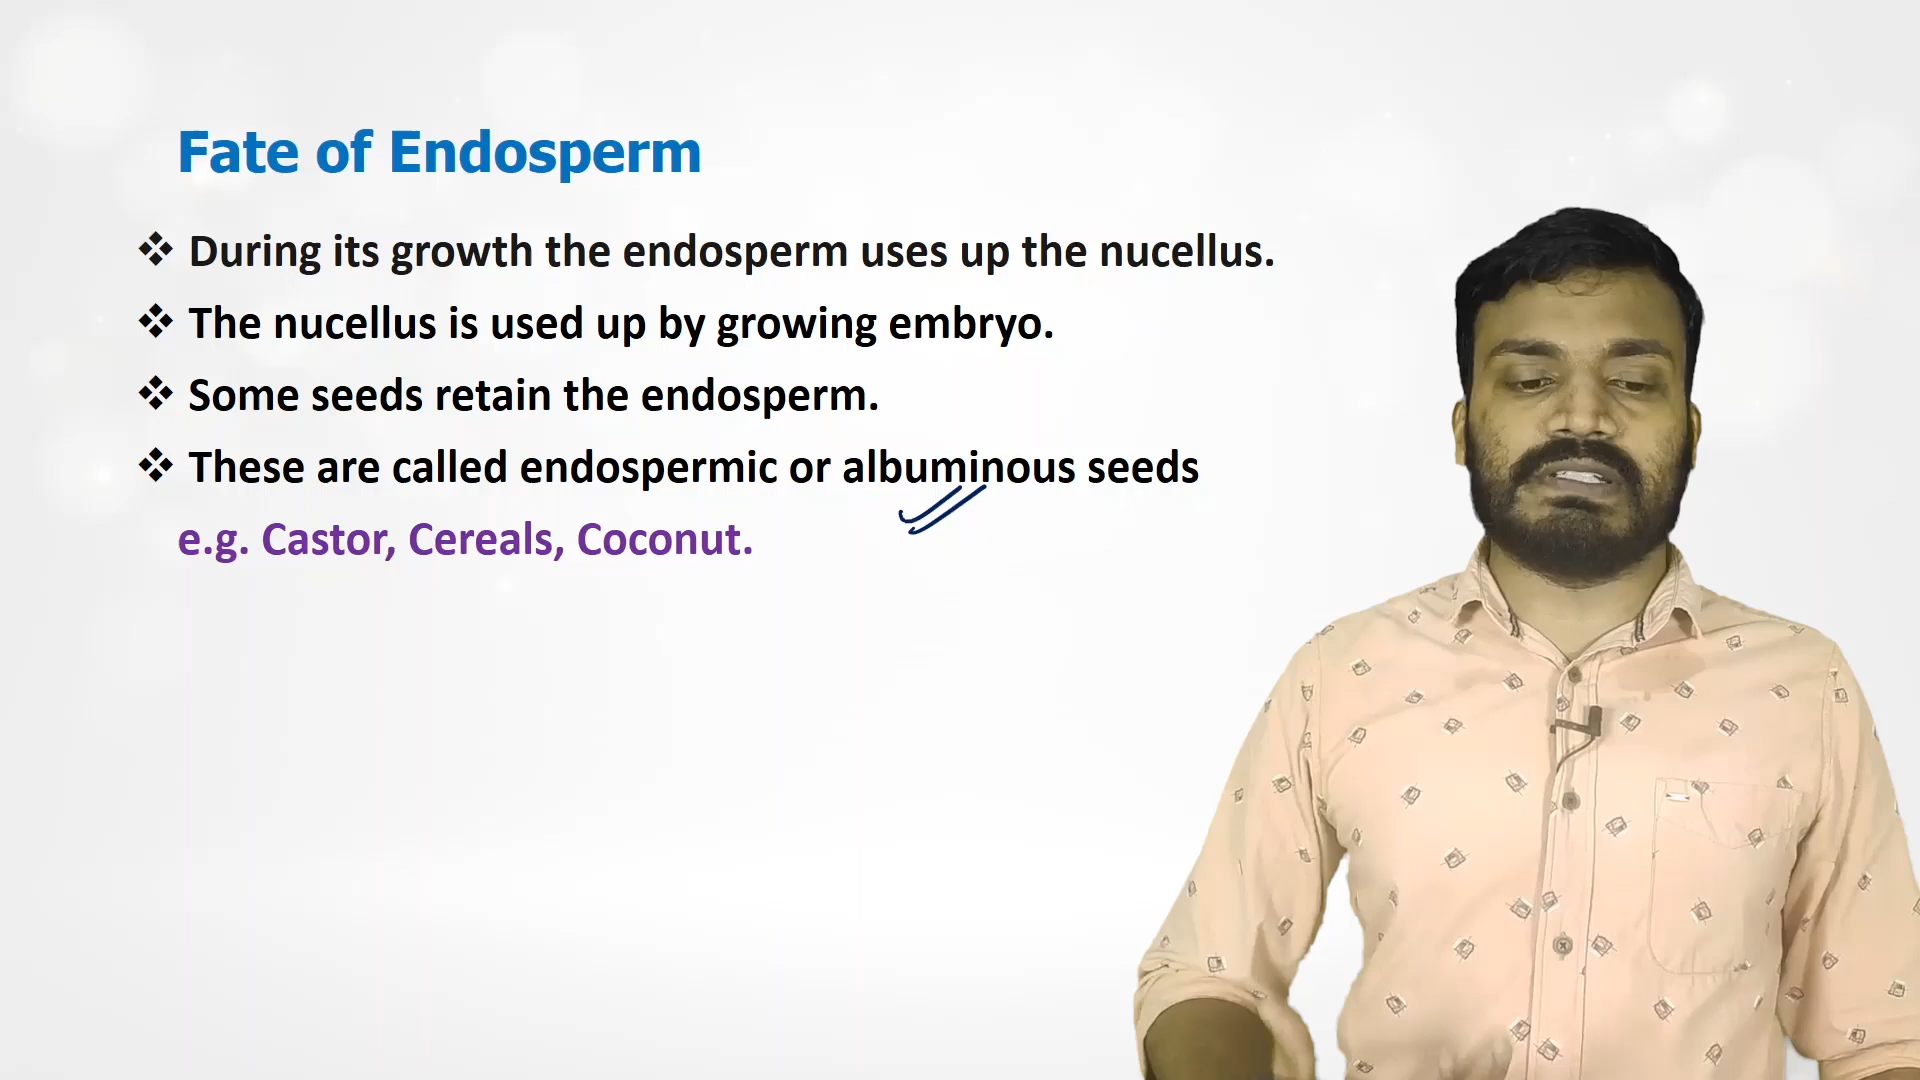 Fate of Endosperm
❖ During its growth the endosperm uses up the nucellus.
❖ The nucellus is used up by growing embryo.
❖ Some seeds retain the endosperm.
❖ These are called endospermic or albuminous seeds
e.g. Castor, Cereals, Coconut.